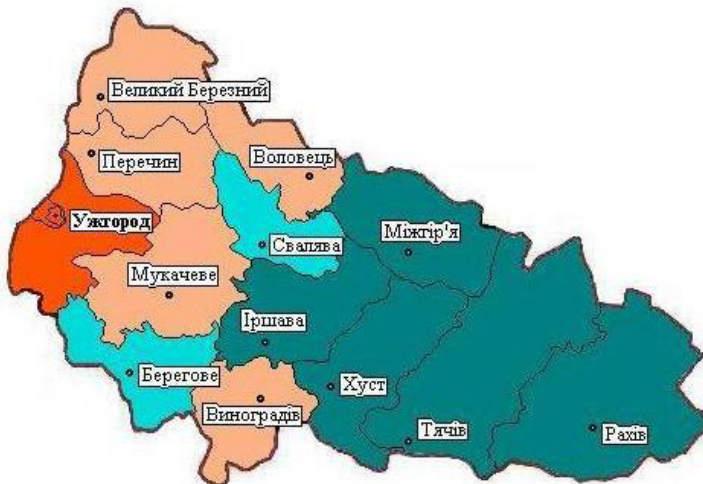 Великий Березний
Перечин
Воловець
Ужгород
Свалява
Міжгір'я
Мукачеве
Іршава
Берегове
Хуст
Виноградів
Тячів
Рахів